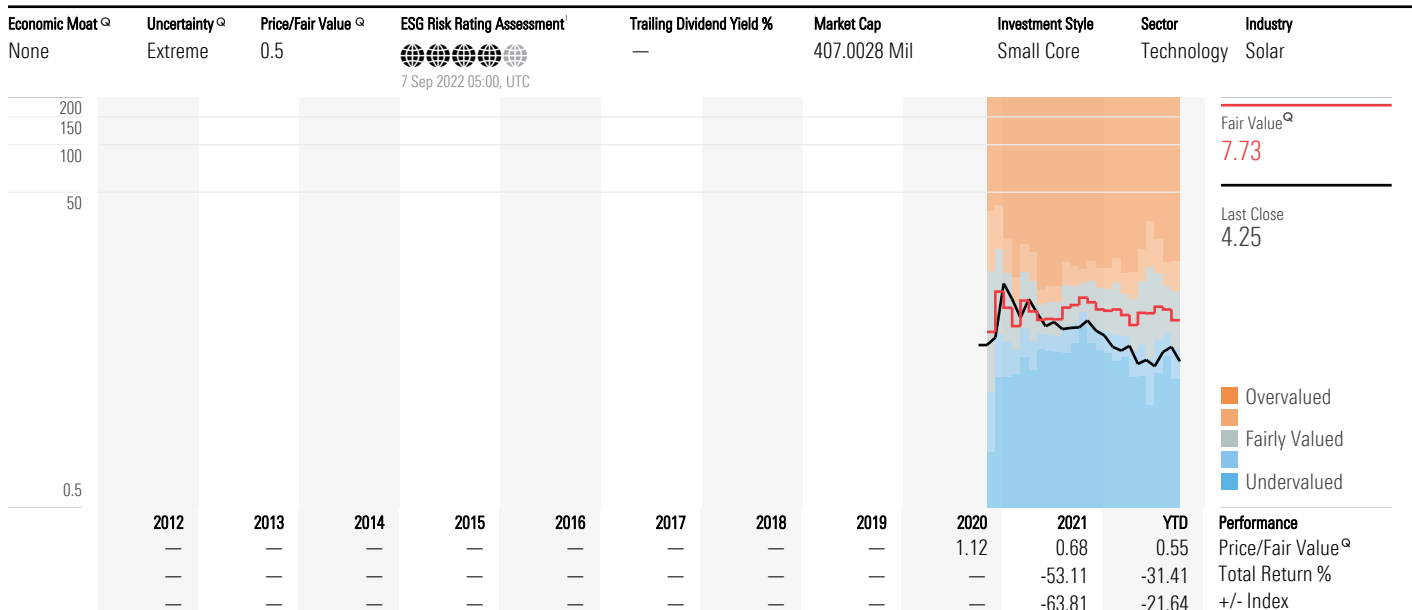 Economic Moat Q Uncertainty Q Price/Fair Value Q ESG Risk Rating Assessment¹ Trailing Dividend Yield % Market Cap Investment Style Sector Industry
None Extreme 0.5 — 407.0028 Mil Small Core Technology Solar
7 Sep 2022 05:00, UTC
200
150
100
50
0.5
Fair Value Q
7.73
Last Close
4.25
Overvalued
Fairly Valued
Undervalued
2012 2013 2014 2015 2016 2017 2018 2019 2020 2021 YTD Performance
— — — — — — — — 1.12 0.68 0.55 Price/Fair Value Q
— — — — — — — — — -53.11 -31.41 Total Return %
— — — — — — — — — -63.81 -21.64 +/- Index